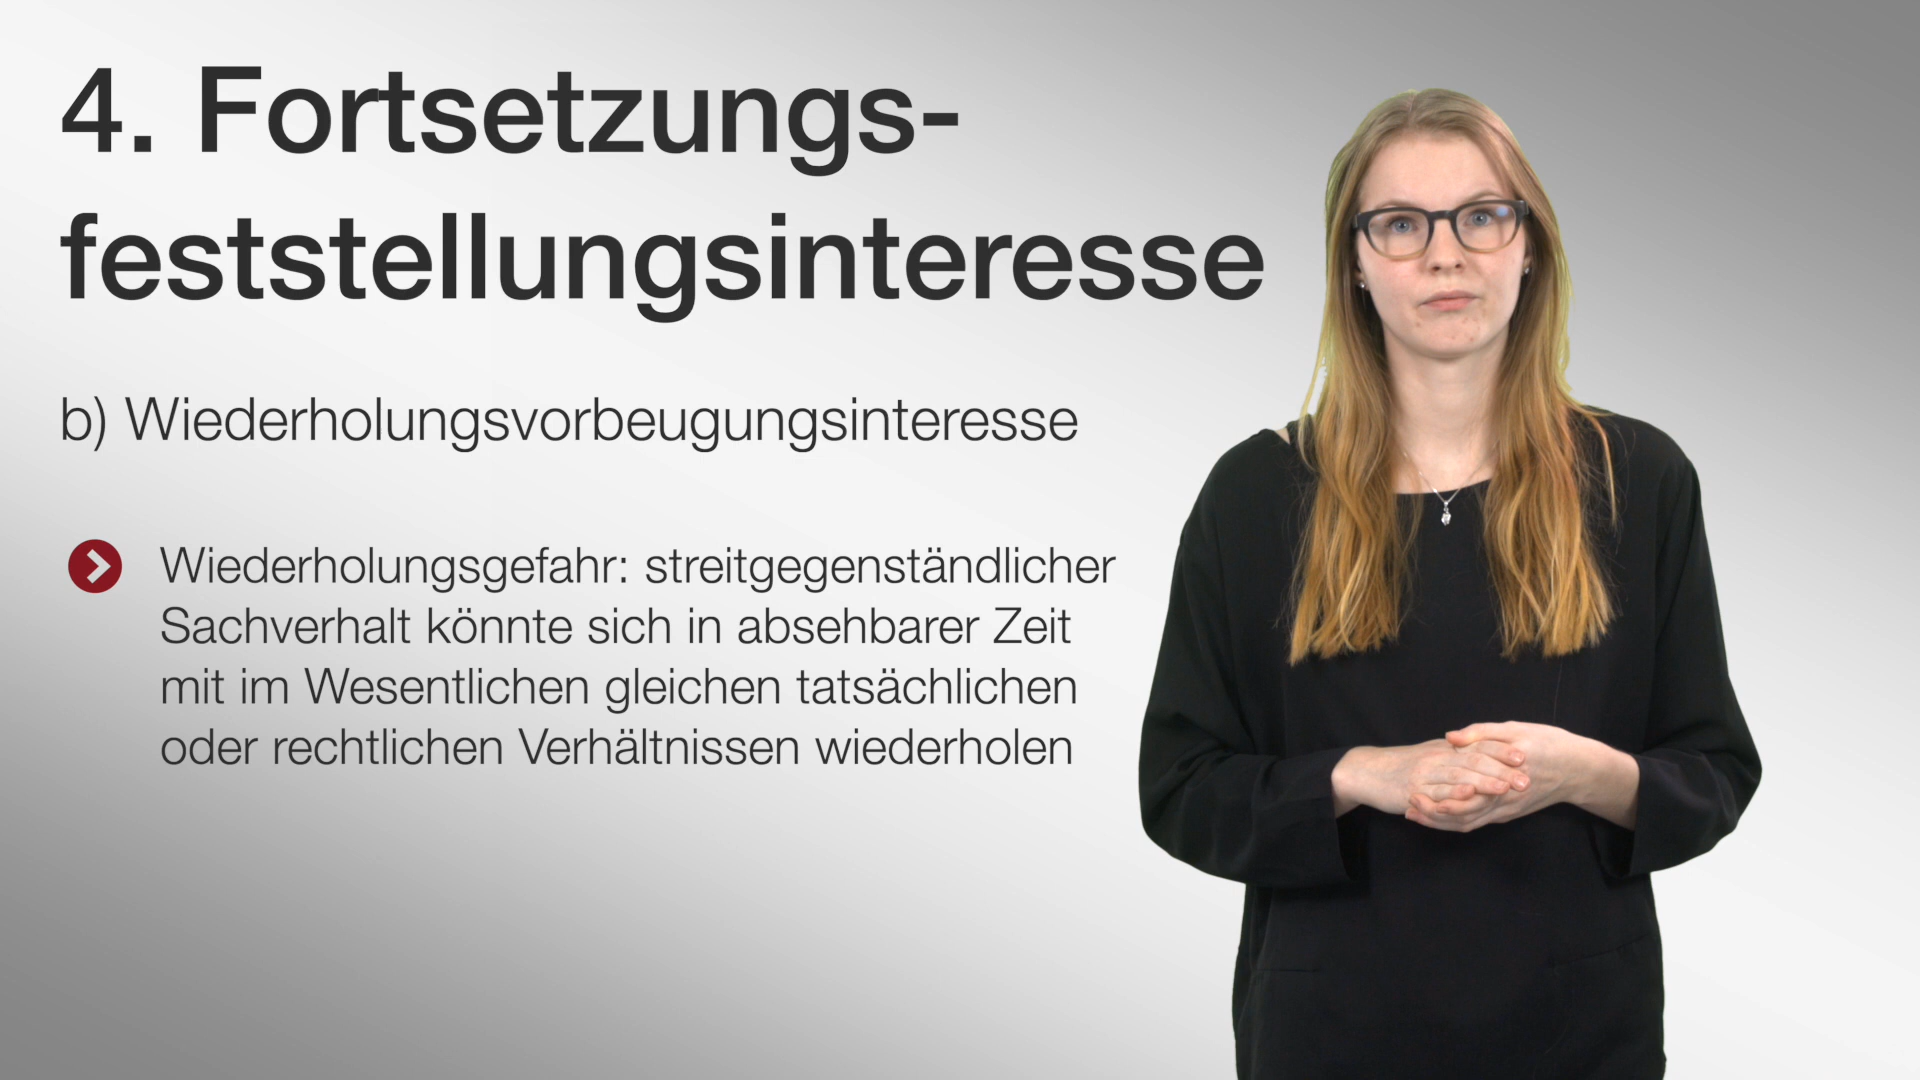 4. Fortsetzungs-
feststellungsinteresse
b) Wiederholungsvorbeugungsinteresse
Wiederholungsgefahr: streitgegenständlicher
Sachverhalt könnte sich in absehbarer Zeit
mit im Wesentlichen gleichen tatsächlichen
oder rechtlichen Verhältnissen wiederholen